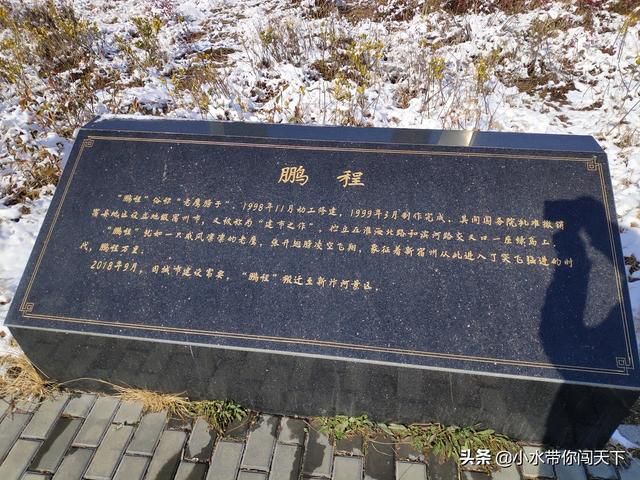 鹏程
“鹏程”俗称“老鹰膀子”，1998年11月动工修建，1999年3月制作完成，其间国务院批准撤销
宿县地区设立地级宿州市，又被称为“建市之作”，伫立在淮海北路和滨河路交叉口一座绿岛上。
“鹏程”犹如一只威风凛凛的老鹰，张开翅膀凌空飞翔，象征着新宿州从此进入了突飞猛进的时
代，鹏程万里。
2018年9月，因城市建设需要，“鹏程”搬迁至新汴河景区。
头条 @小水带你闯天下